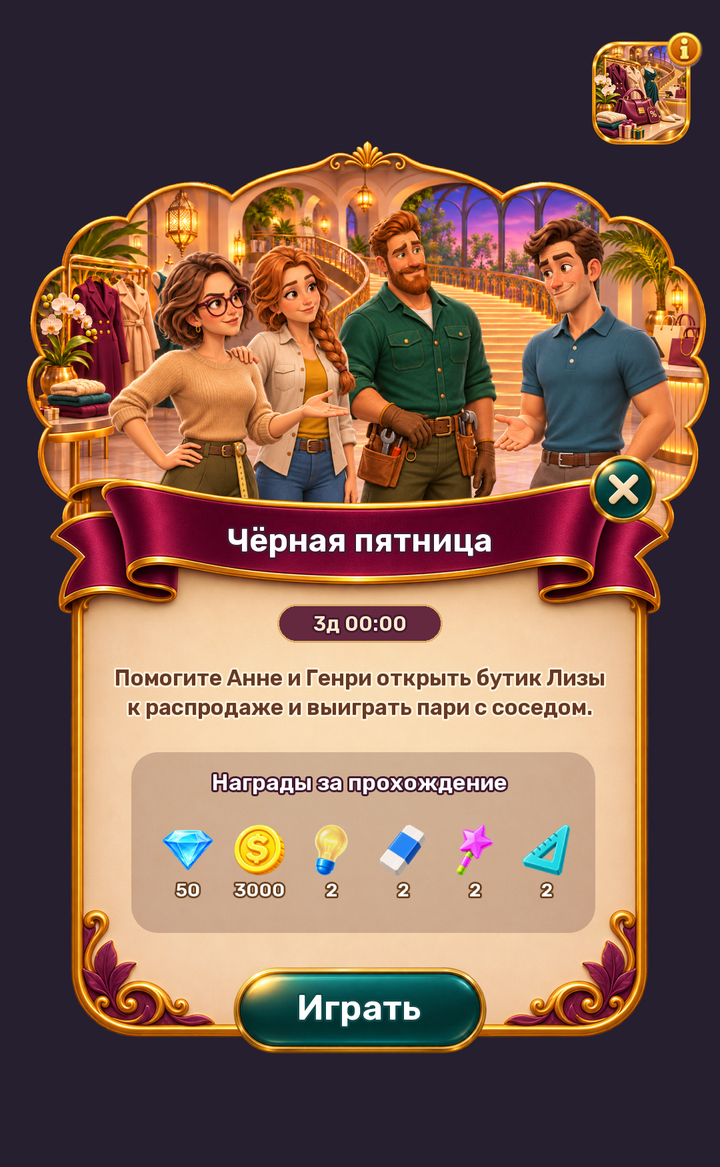 Чёрная пятница
3д 00:00
Помогите Анне и Генри открыть бутик Лизы
к распродаже и выиграть пари с соседом.
Награды за прохождение
50 3000 2 2 2 2
Играть